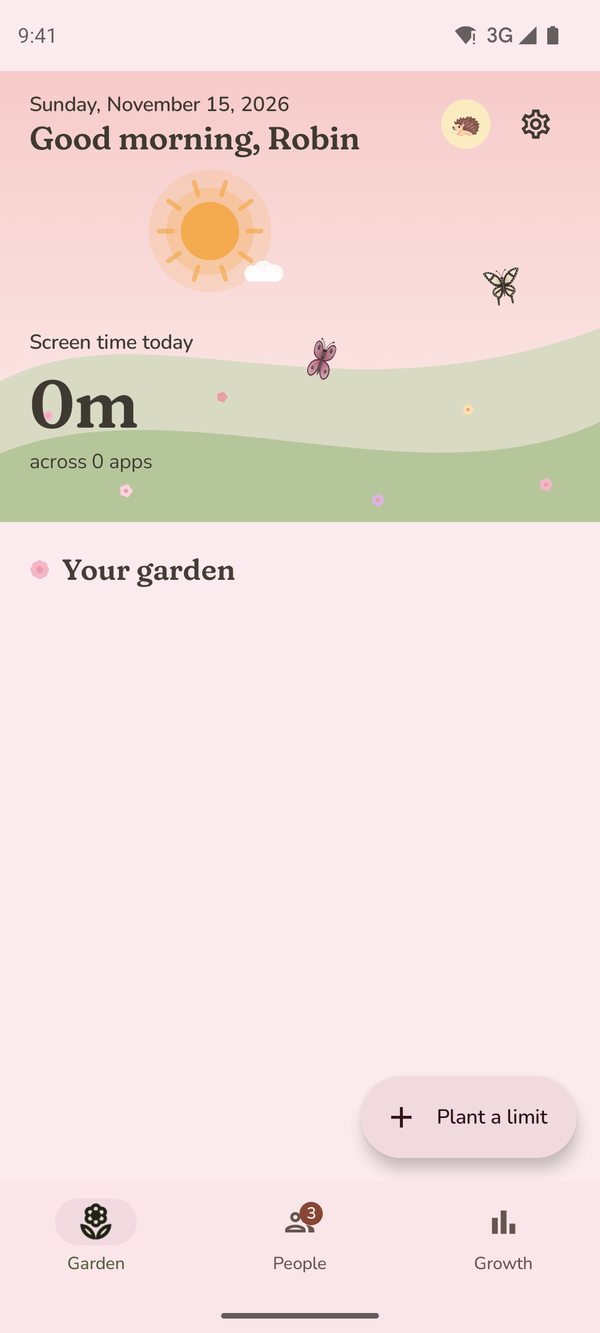 9:41
3G
Sunday, November 15, 2026
Good morning, Robin
Screen time today
0m
across 0 apps
Your garden
Plant a limit
3
Garden
People
Growth